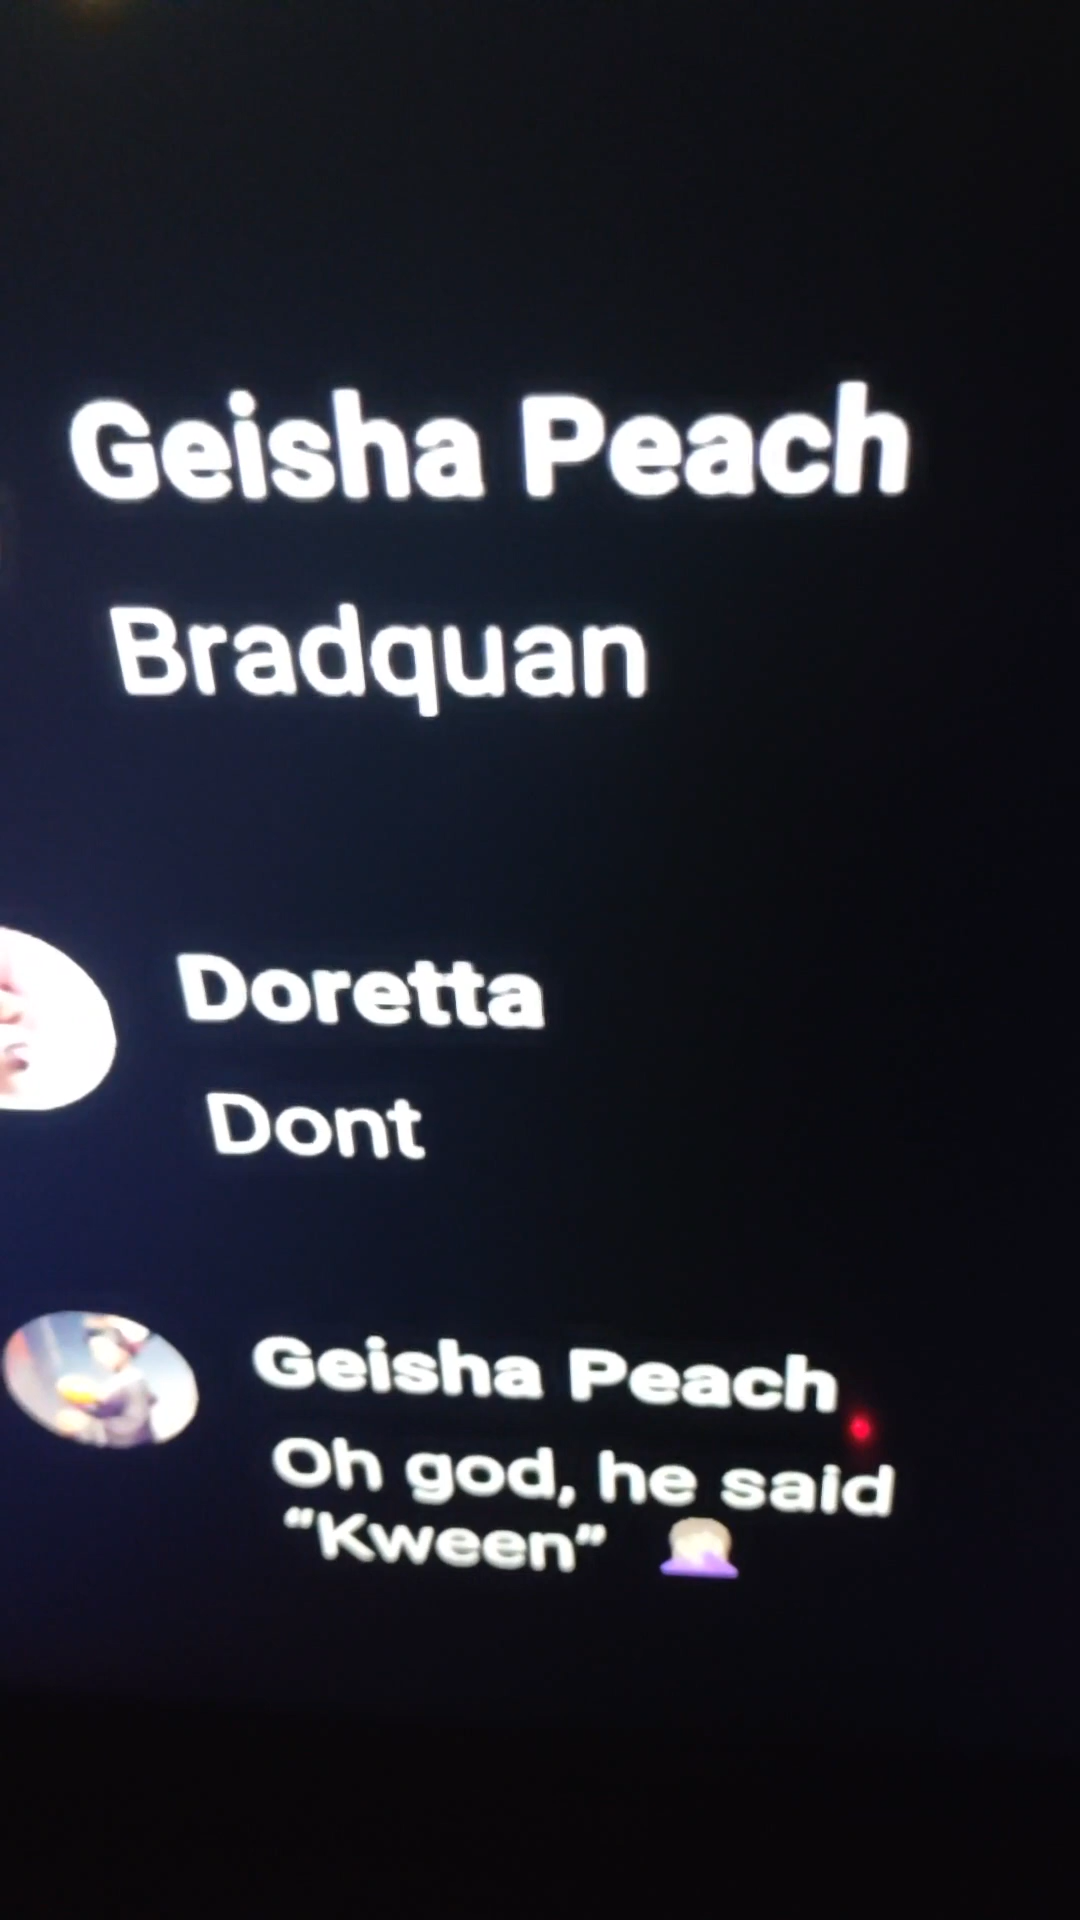 Geisha Peach
Bradquan
Doretta
Dont
Geisha Peach
Oh god, he said
“Kween” 🤦🏼‍♀️